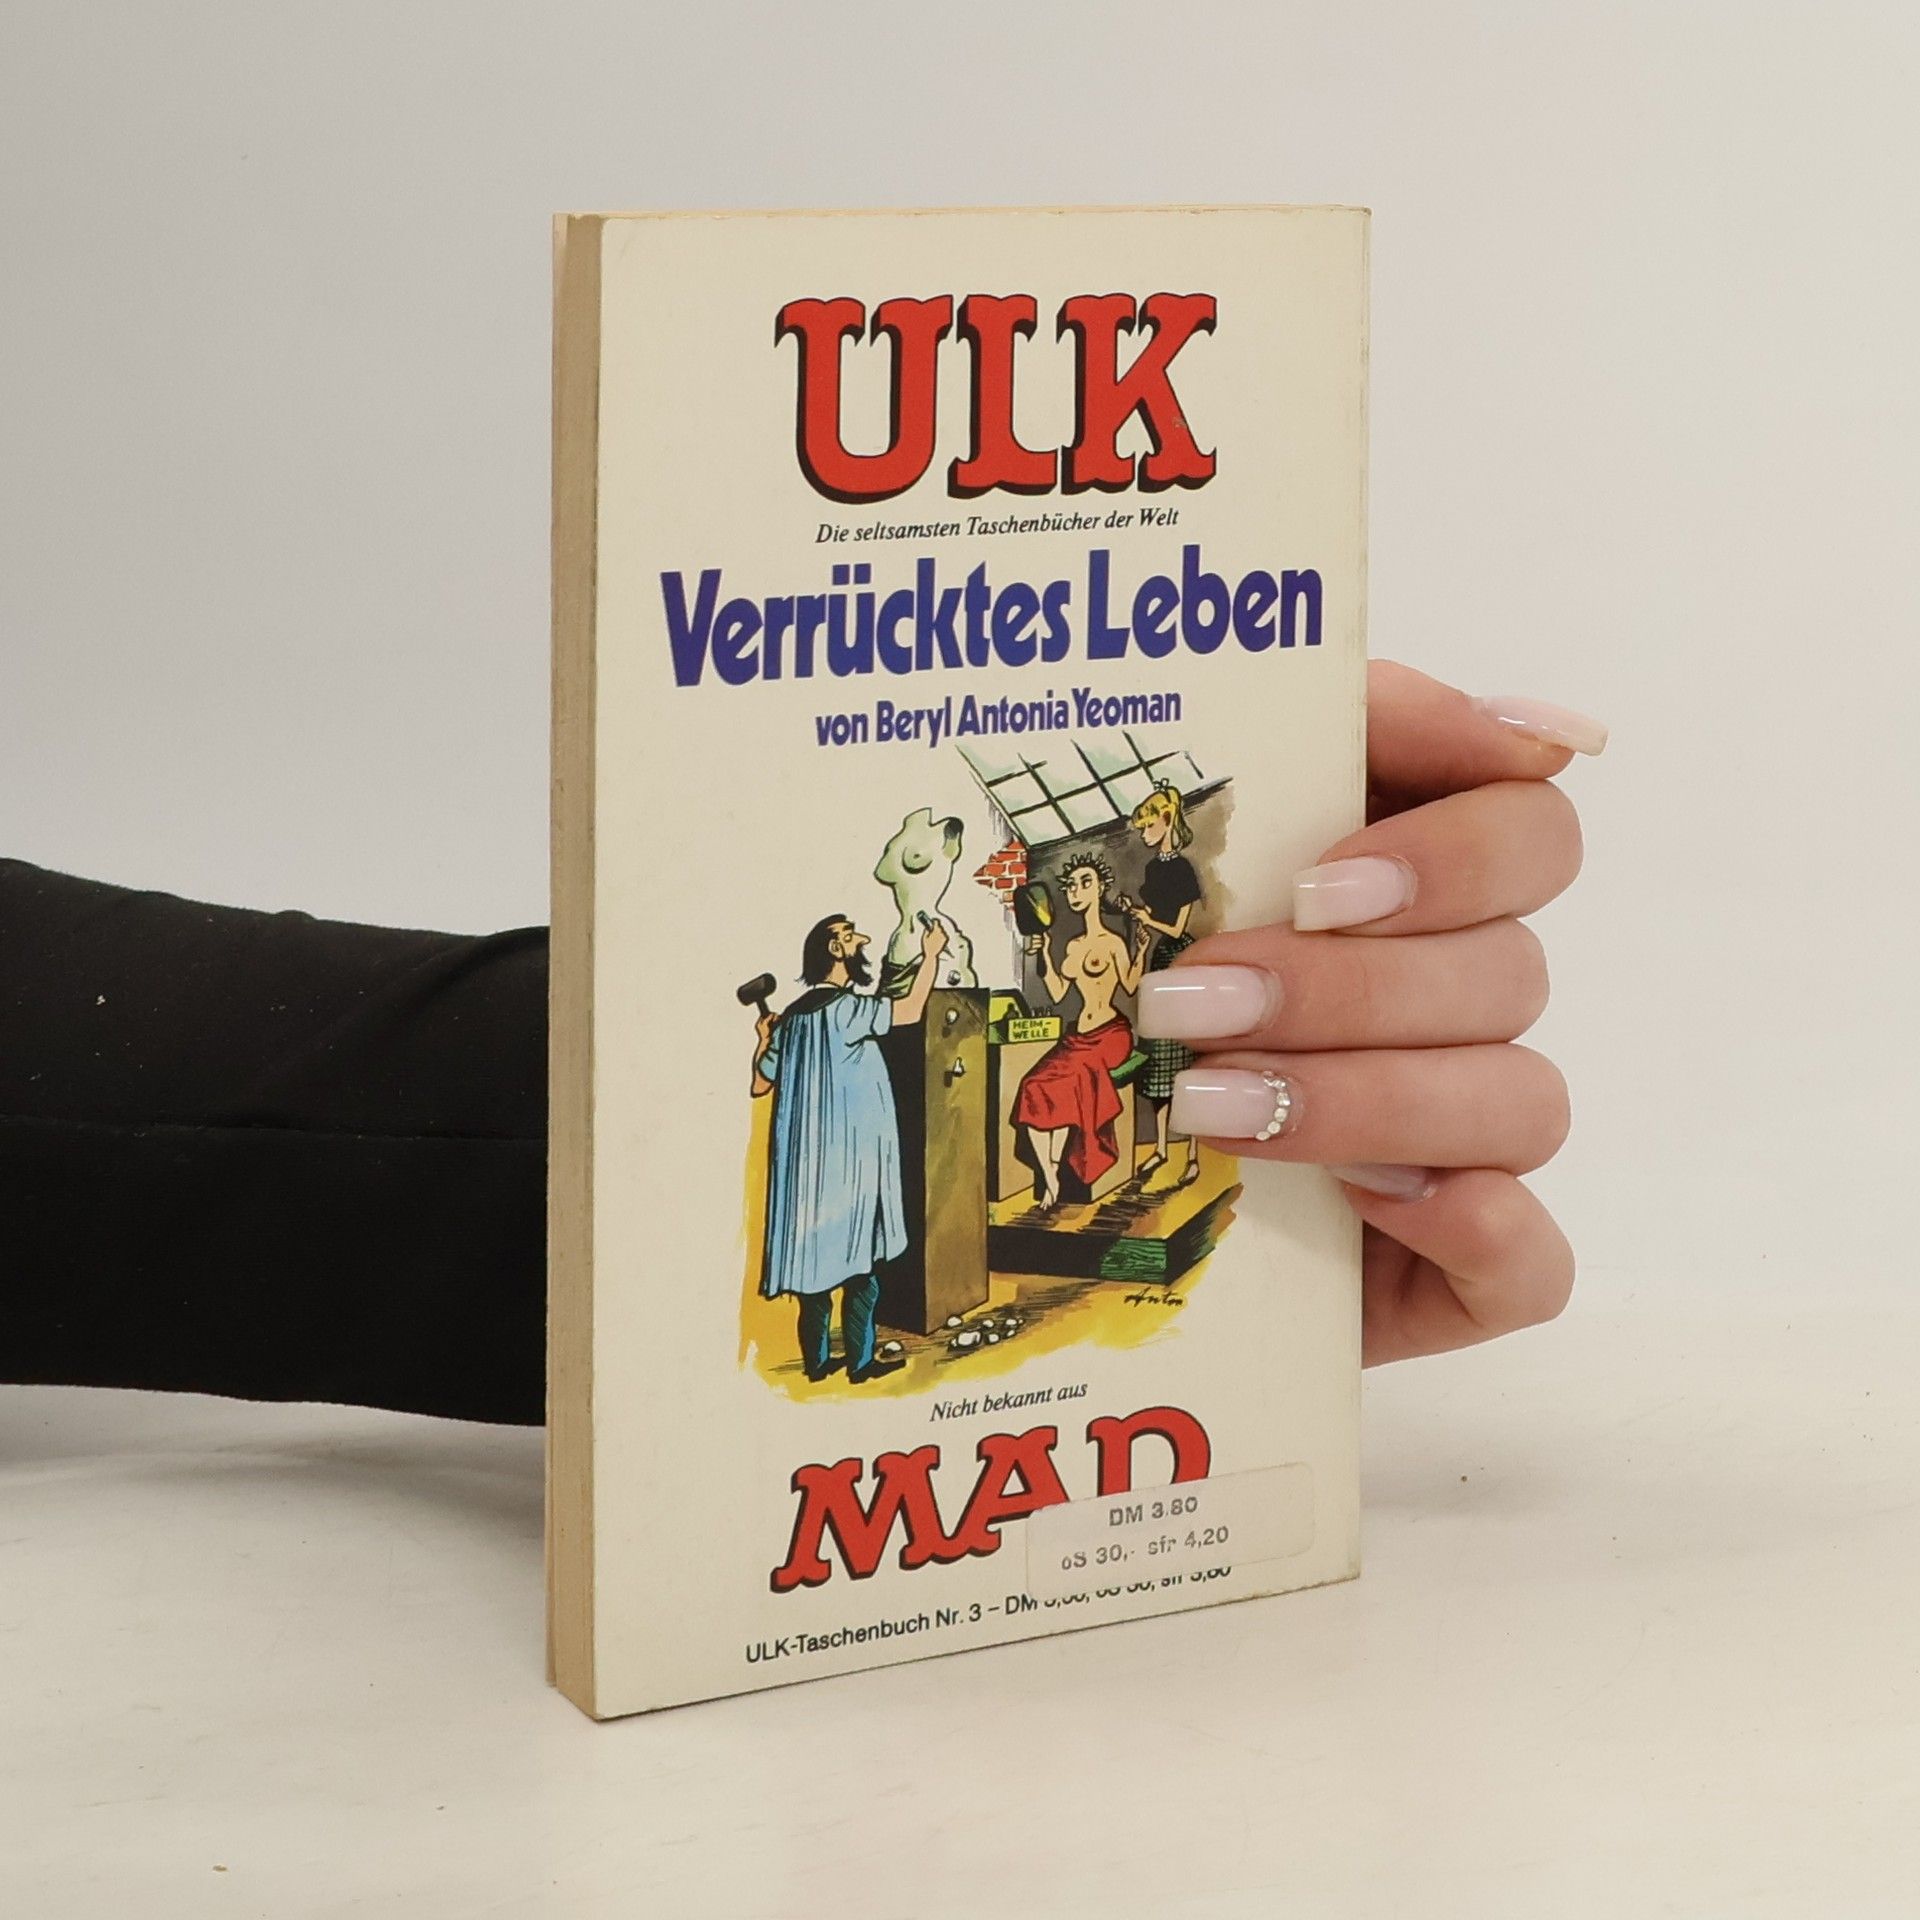 ULK
Die seltsamsten Taschenbücher der Welt
Verrücktes Leben
von Beryl Antonia Yeoman
HEIM-
WELLE
Anton
Nicht bekannt aus
MAD
DM 3.80
öS 30,- sfr 4,20
ULK-Taschenbuch Nr. 3 – DM